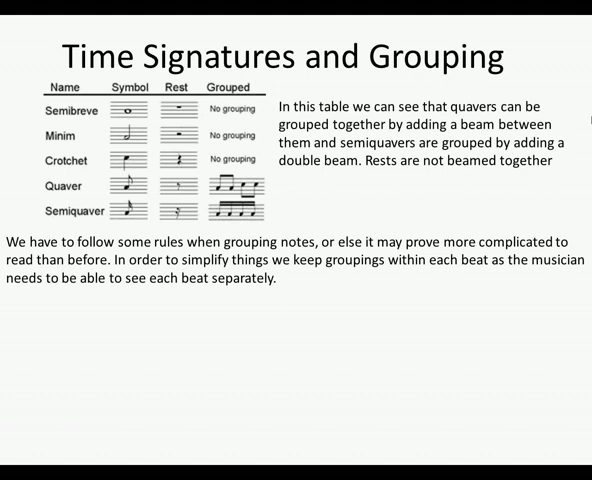 Time Signatures and Grouping
Name Symbol Rest Grouped
Semibreve No grouping
Minim No grouping
Crotchet No grouping
Quaver
Semiquaver
In this table we can see that quavers can be
grouped together by adding a beam between
them and semiquavers are grouped by adding a
double beam. Rests are not beamed together
We have to follow some rules when grouping notes, or else it may prove more complicated to
read than before. In order to simplify things we keep groupings within each beat as the musician
needs to be able to see each beat separately.